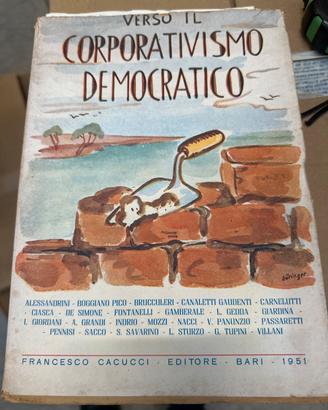 VERSO IL
CORPORATIVISMO
DEMOCRATICO
ALESSANDRINI - BOGGIANO PICO - BRUCCULERI - CANALETTI GAUDENTI - CARNELUTTI
- CIASCA - DE SIMONE - FONTANELLI - GAMBERALE - L. GEDDA - GIARDINA -
I. GIORDANI - A. GRANDI - INDRIO - MOZZI - NACCI - V. PANUNZIO - PASSARETTI
- PENNISI - SACCO - S. SAVARINO - L. STURZO - G. TUPINI - VILLANI
FRANCESCO CACUCCI - EDITORE - BARI - 1951